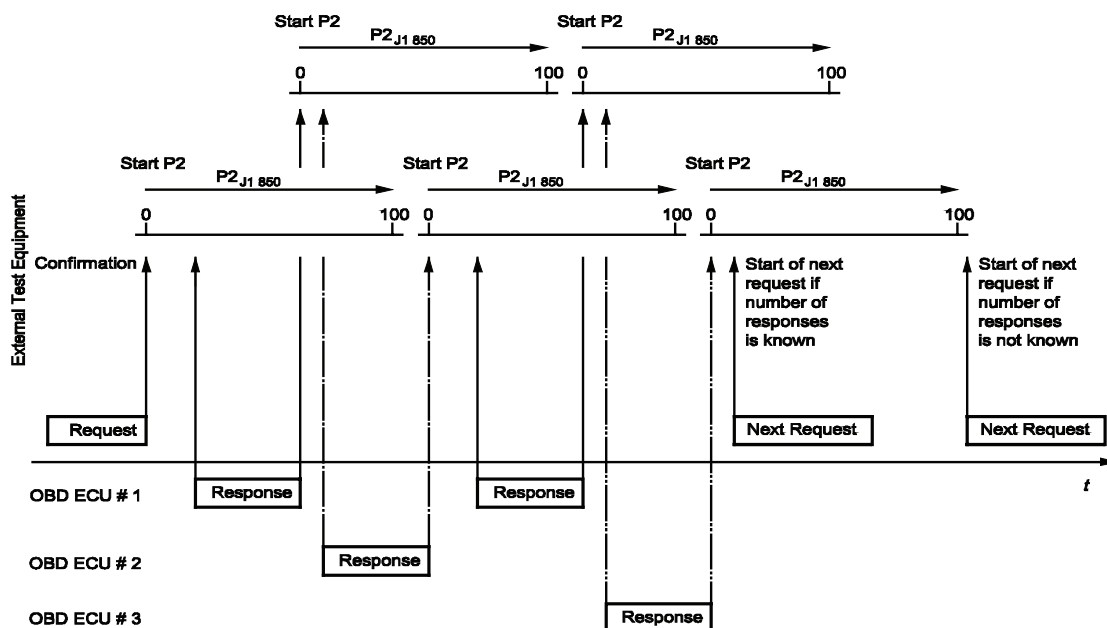 Start P2
P2J1 850
Start P2
P2J1 850
0
100
0
100
Start P2
P2J1 850
Start P2
P2J1 850
Start P2
P2J1 850
0
100
0
100
0
100
External Test Equipment
Confirmation
Start of next
request if
number of
responses
is known
Start of next
request if
number of
responses
is not known
Request
Next Request
Next Request
t
OBD ECU # 1
Response
Response
OBD ECU # 2
Response
OBD ECU # 3
Response